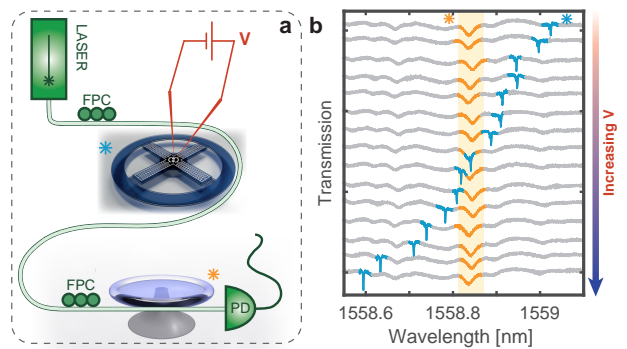 a
LASER
FPC
V
FPC
PD
b
Transmission
1558.6
1558.8
1559
Wavelength [nm]
Increasing V